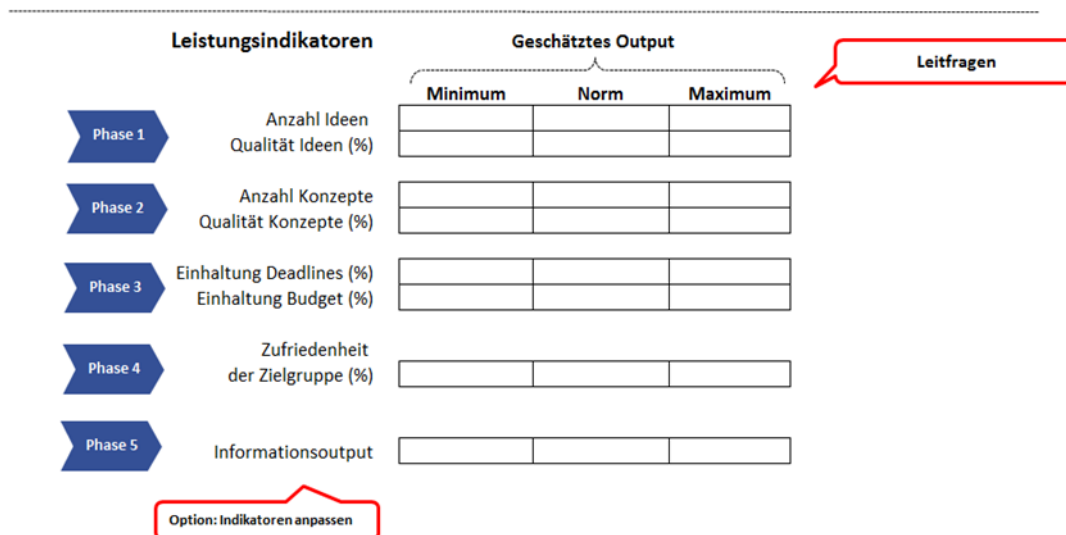 Leistungsindikatoren
Geschätztes Output
Leitfragen
Minimum Norm Maximum
Phase 1
Anzahl Ideen
Qualität Ideen (%)
Phase 2
Anzahl Konzepte
Qualität Konzepte (%)
Phase 3
Einhaltung Deadlines (%)
Einhaltung Budget (%)
Phase 4
Zufriedenheit
der Zielgruppe (%)
Phase 5
Informationsoutput
Option: Indikatoren anpassen